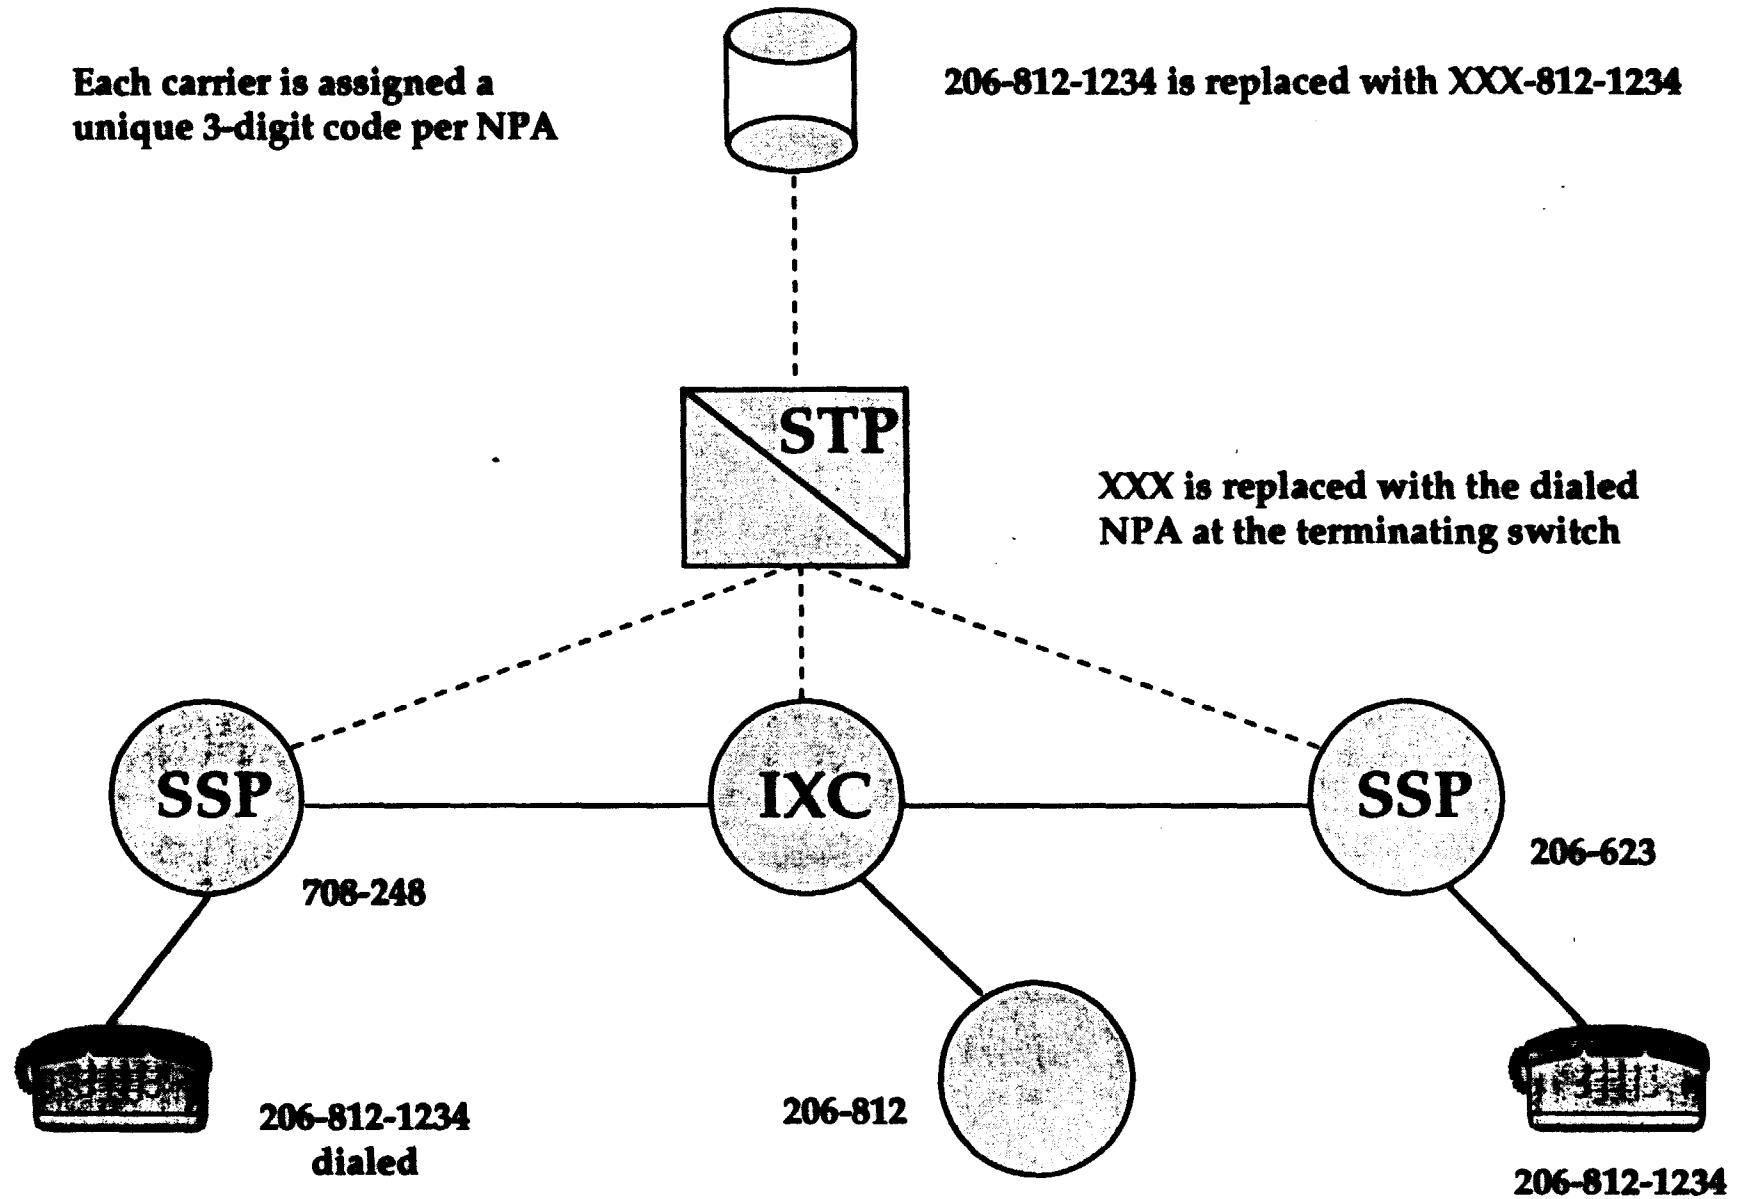 Each carrier is assigned a
unique 3-digit code per NPA
206-812-1234 is replaced with XXX-812-1234
STP
XXX is replaced with the dialed
NPA at the terminating switch
SSP
IXC
SSP
206-623
708-248
206-812-1234
dialed
206-812
206-812-1234